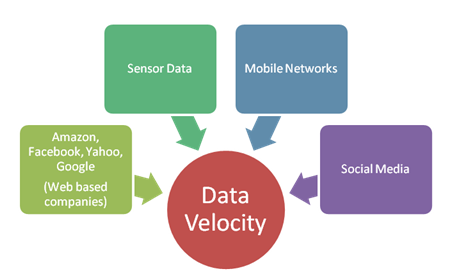 Sensor Data
Mobile Networks
Amazon,
Facebook, Yahoo,
Google
(Web based
companies)
Social Media
Data
Velocity